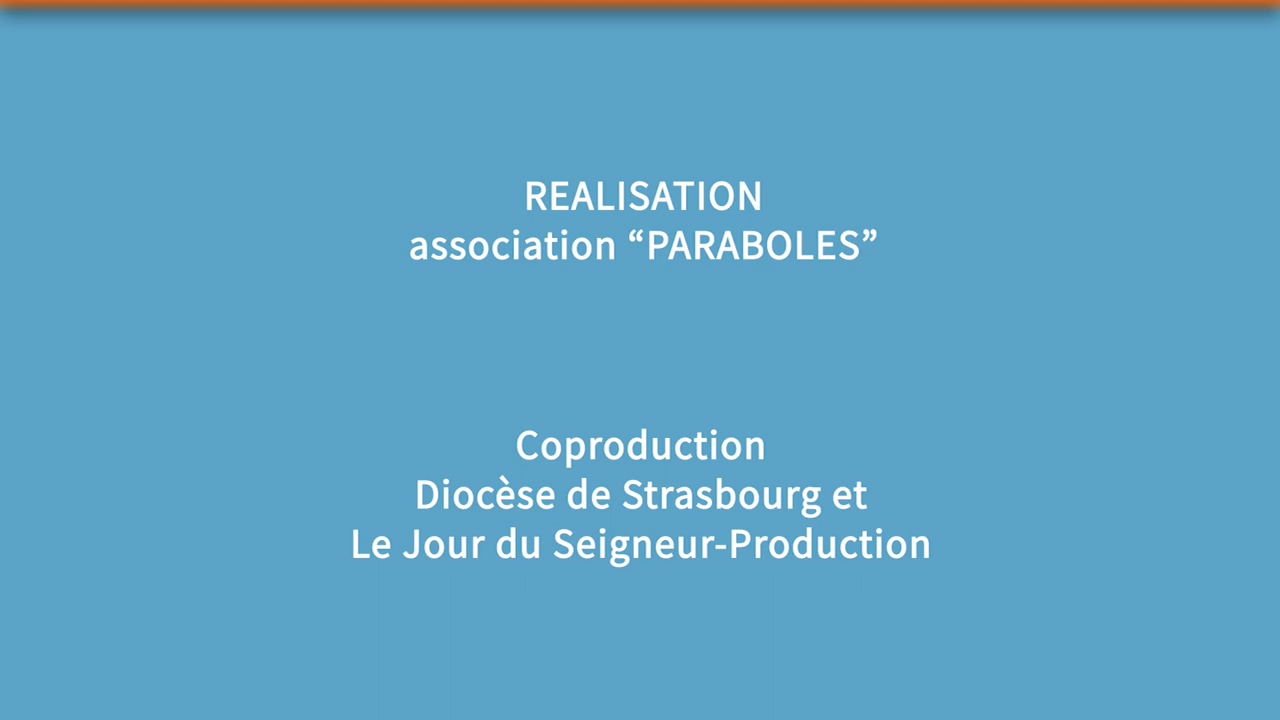 REALISATION
association “PARABOLES”
Coproduction
Diocèse de Strasbourg et
Le Jour du Seigneur-Production